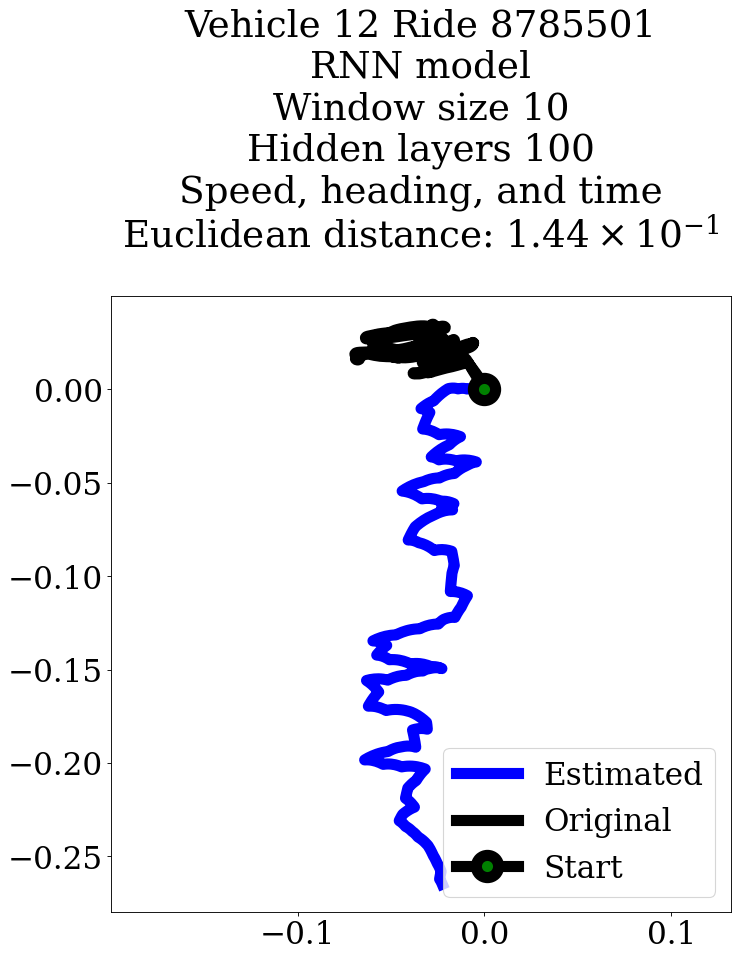 Vehicle 12 Ride 8785501
RNN model
Window size 10
Hidden layers 100
Speed, heading, and time
Euclidean distance: 1.44 × 10⁻¹
0.00
−0.05
−0.10
−0.15
−0.20
−0.25
Estimated
Original
Start
−0.1 0.0 0.1